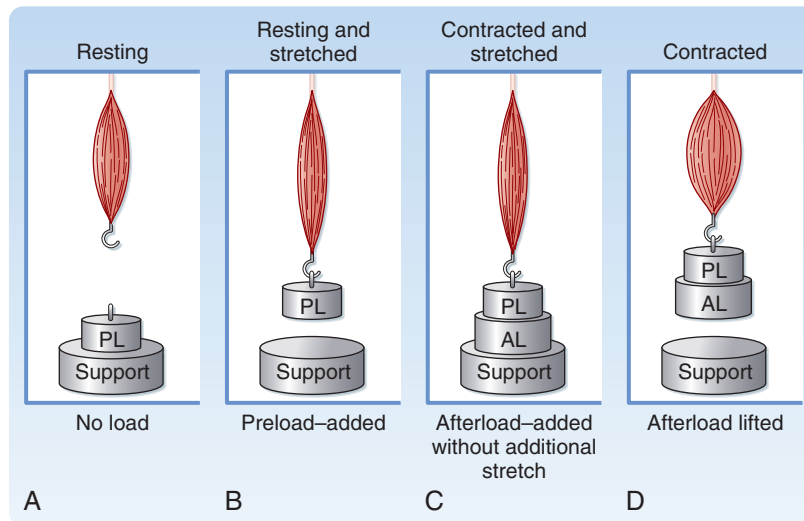 Resting
PL
Support
No load
A
Resting and
stretched
PL
Support
Preload–added
B
Contracted and
stretched
PL
AL
Support
Afterload–added
without additional
stretch
C
Contracted
PL
AL
Support
Afterload lifted
D